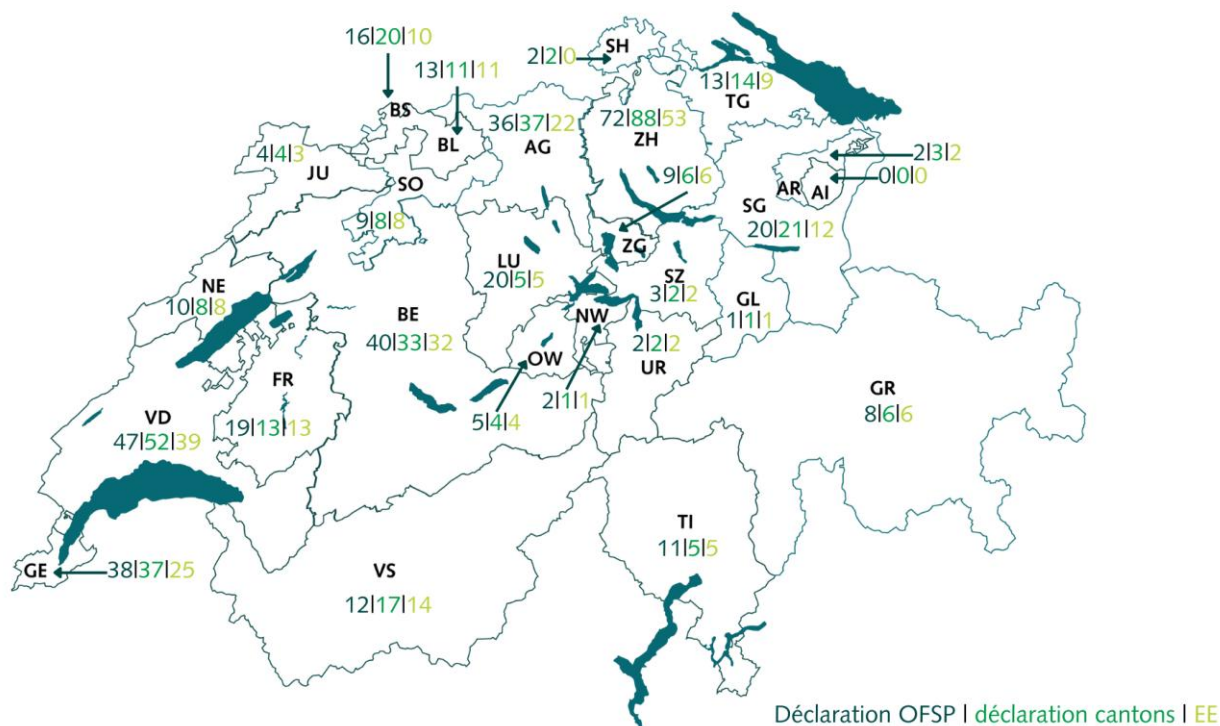 16|20|10
SH
2|2|0
13|11|11
13|14|9
TG
BS
36|37|22
AG
72|88|53
ZH
BL
4|4|3
JU
2|3|2
9|6|6
0|0|0
SO
AR
AI
SG
20|21|12
9|8|8
ZG
LU
20|5|5
SZ
3|2|2
NE
10|8|8
GL
1|1|1
BE
40|33|32
NW
2|2|2
UR
OW
FR
19|13|13
GR
8|6|6
2|1|1
VD
47|52|39
5|4|4
TI
11|5|5
GE
38|37|25
VS
12|17|14
Déclaration OFSP | déclaration cantons | EE